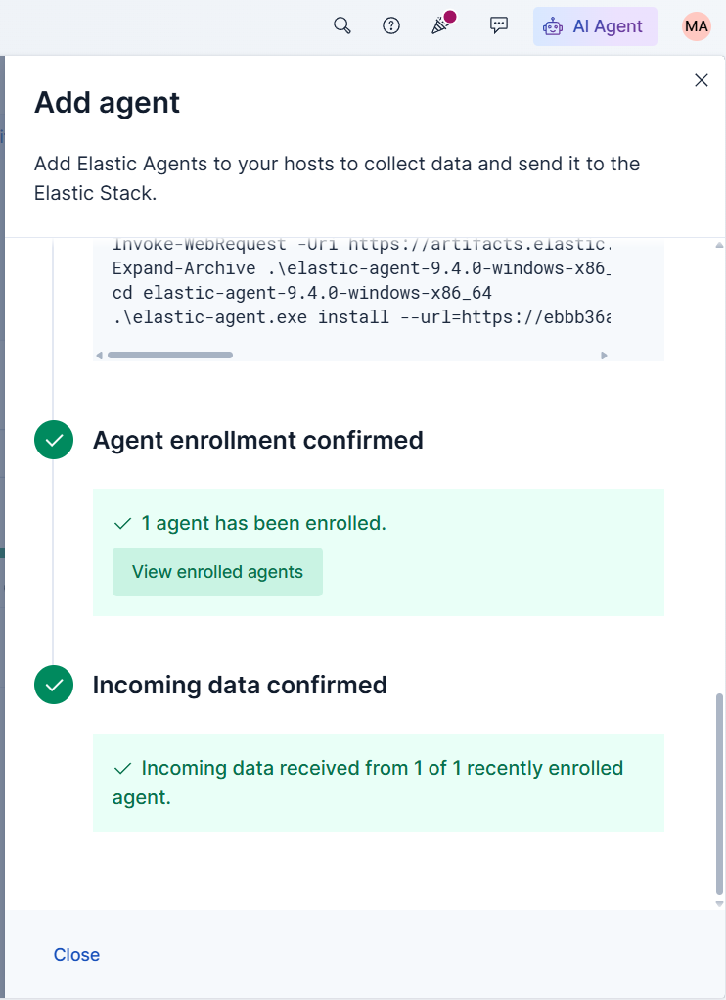 AI Agent
MA
Add agent
Add Elastic Agents to your hosts to collect data and send it to the
Elastic Stack.
Invoke-WebRequest -Uri https://artifacts.elastic.
Expand-Archive .\elastic-agent-9.4.0-windows-x86_
cd elastic-agent-9.4.0-windows-x86_64
.\elastic-agent.exe install --url=https://ebbb36a
Agent enrollment confirmed
1 agent has been enrolled.
View enrolled agents
Incoming data confirmed
Incoming data received from 1 of 1 recently enrolled
agent.
Close